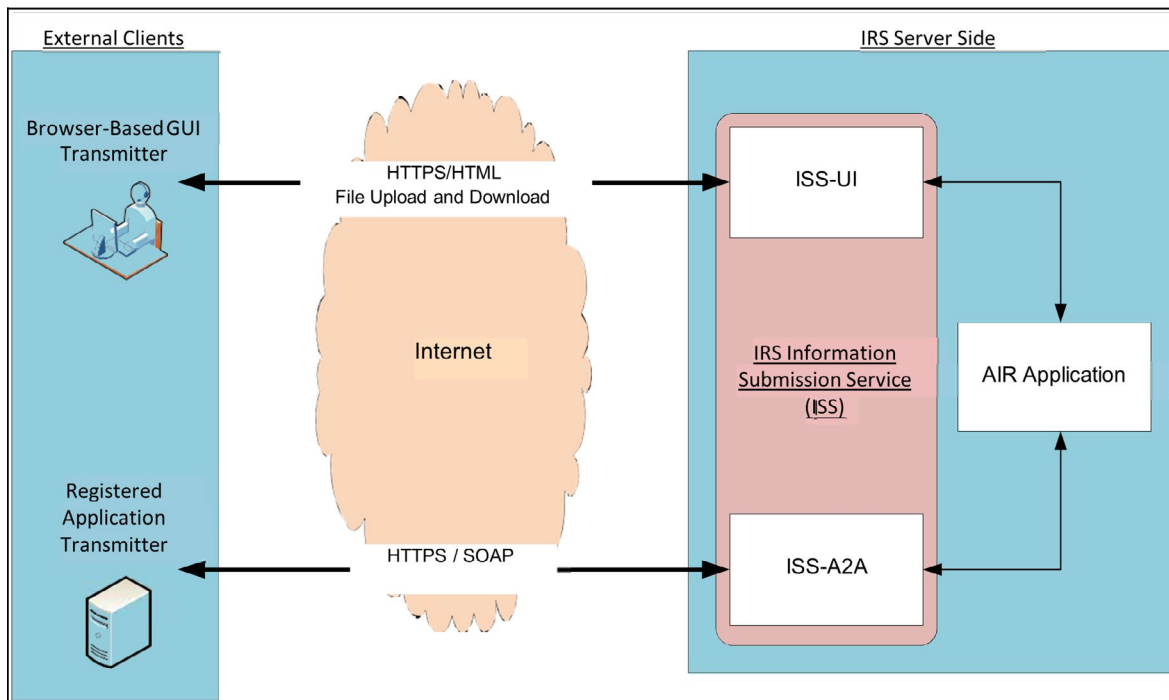 External Clients
IRS Server Side
Browser-Based GUI
Transmitter
HTTPS/HTML
File Upload and Download
ISS-UI
Internet
IRS Information
Submission Service
(ISS)
AIR Application
Registered
Application
Transmitter
HTTPS / SOAP
ISS-A2A